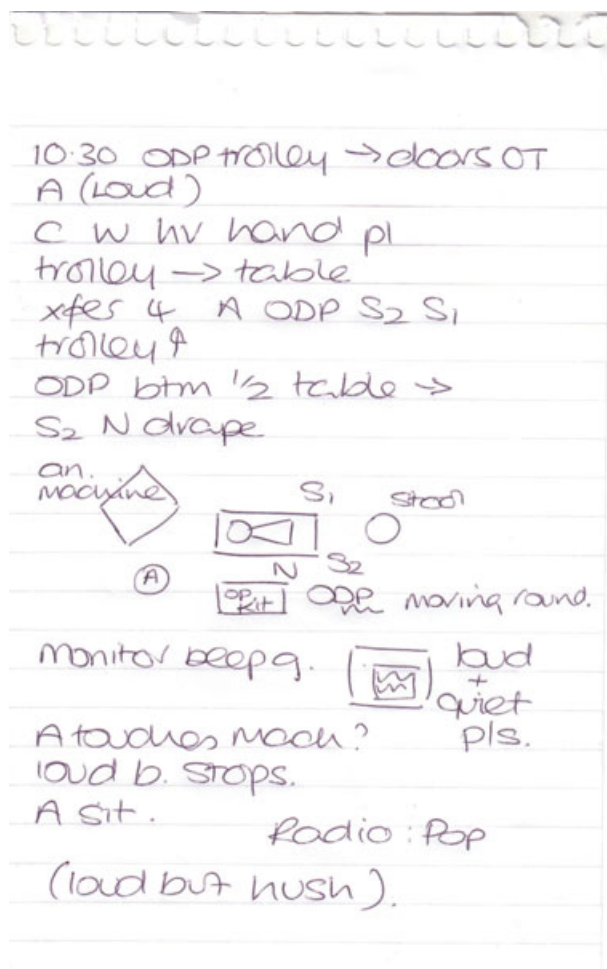 10.30 ODP trolley → doors OT
A (Loud)
C W hv hand pl
trolley → table
xfes 4 A ODP S2 S1
trolley ↑
ODP btm 1/2 table →
S2 N drape
an.
machine
S1 stool
N S2
A
op
kit
ODP moving round.
monitor beepg.
loud
+
quiet
pls.
A touches mach?
loud b. stops.
A sit.
Radio: Pop
(loud but hush).